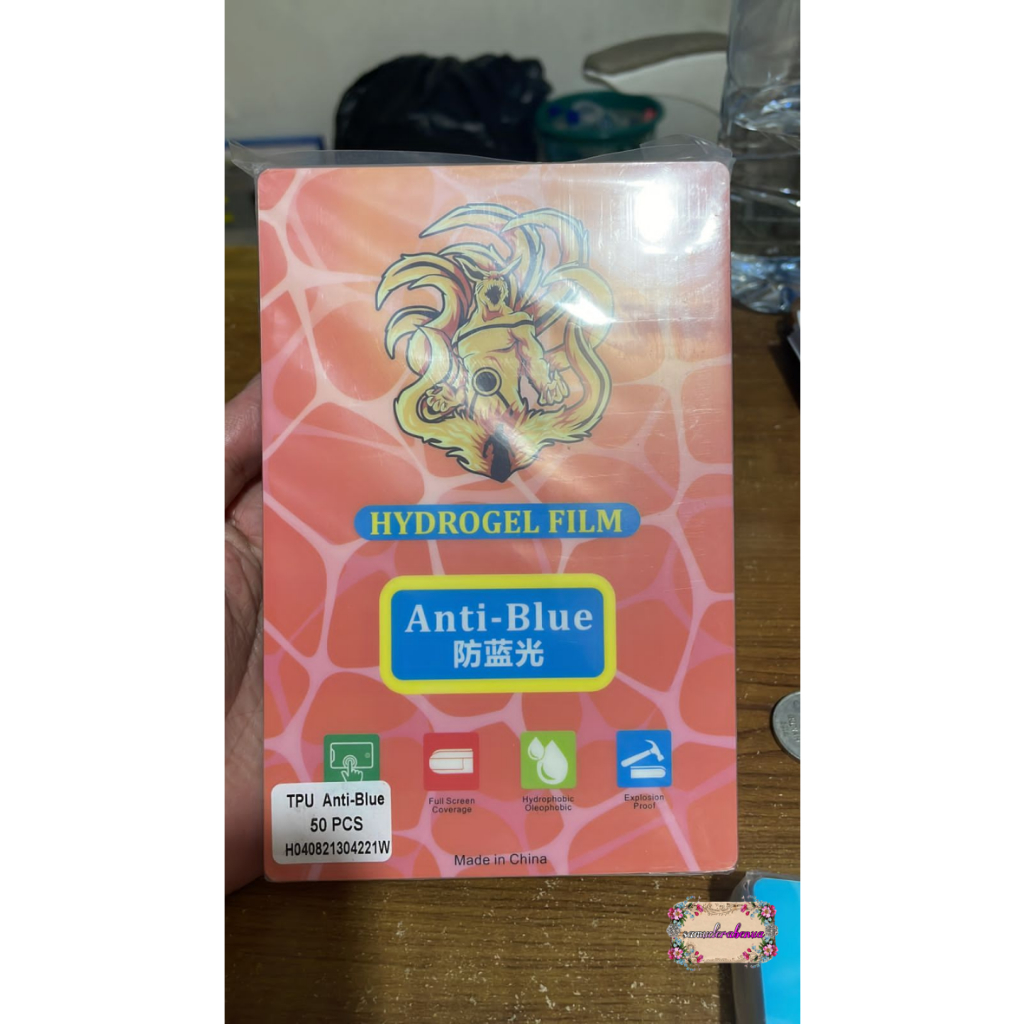 HYDROGEL FILM
Anti-Blue
防蓝光
Full Screen
Coverage
Hydrophobic
Oleophobic
Explosion
Proof
TPU Anti-Blue
50 PCS
H040821304221W
Made in China